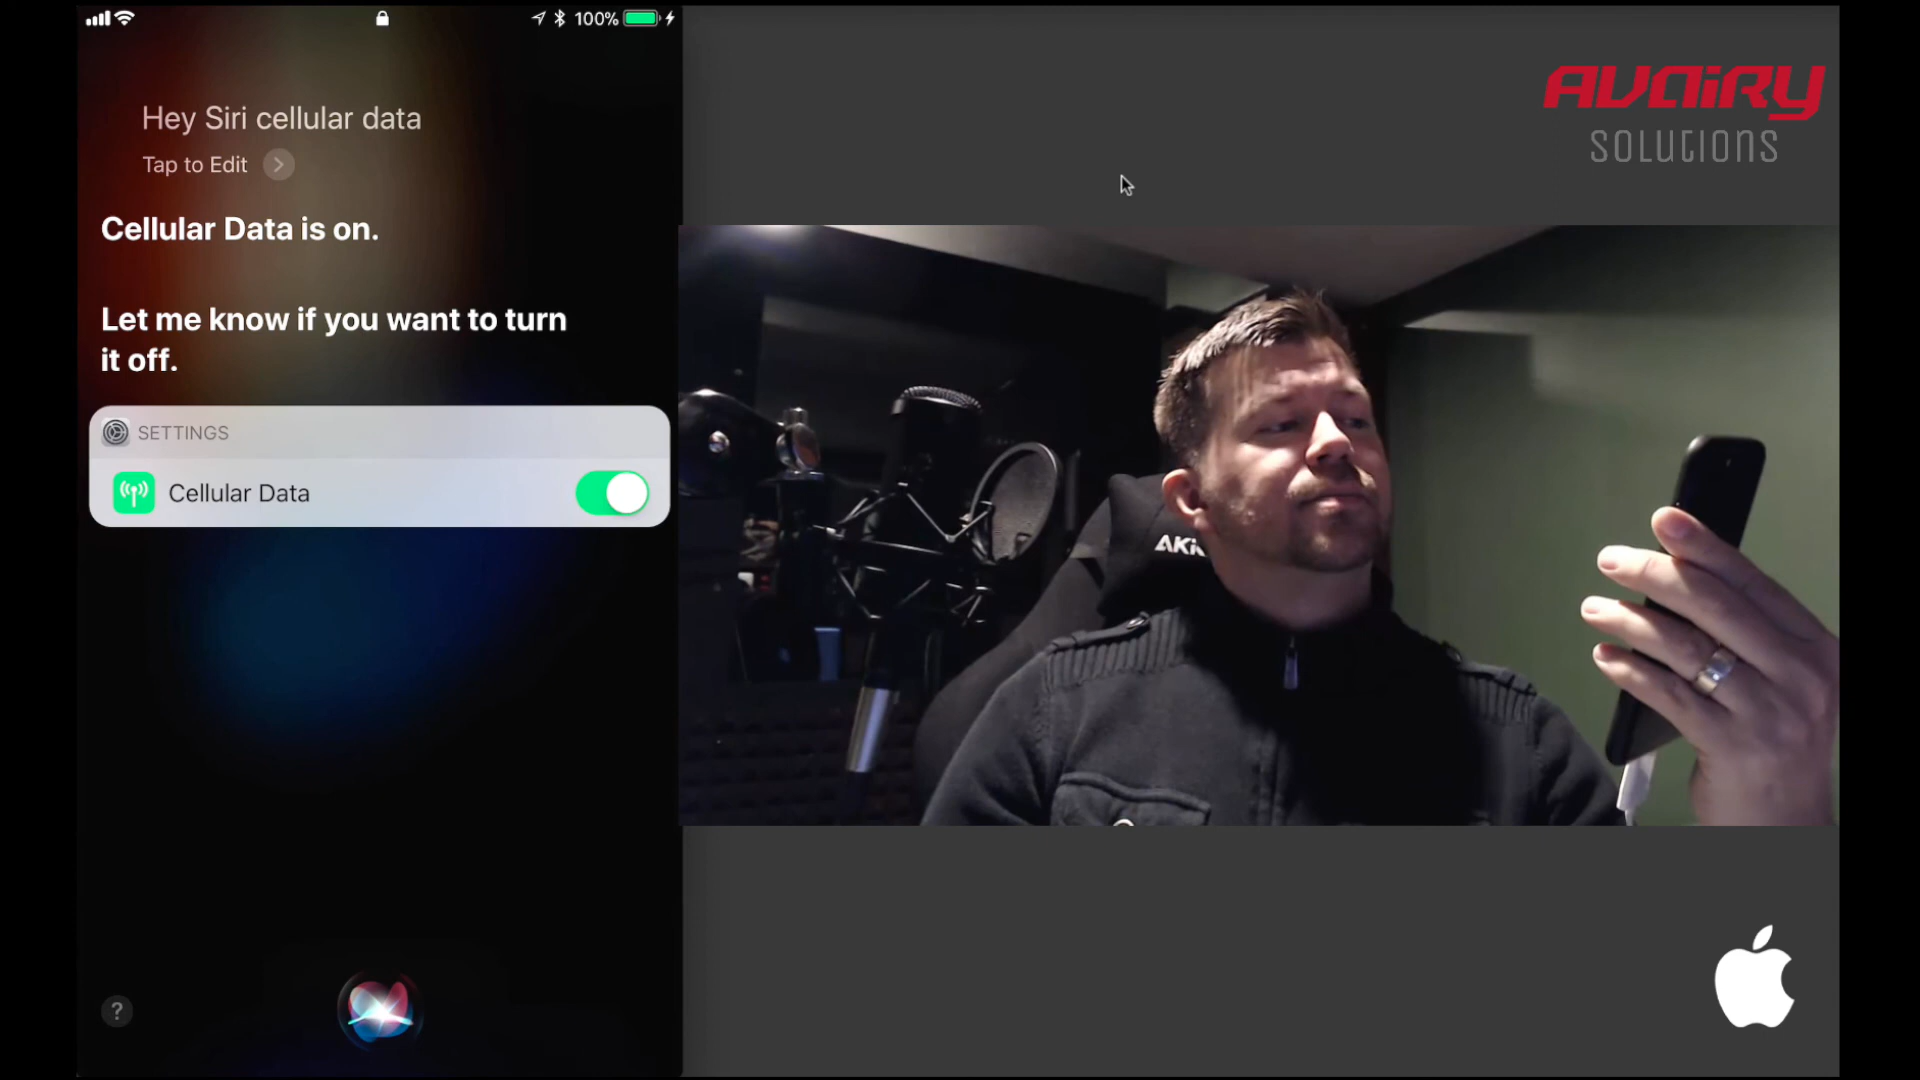 100%
Hey Siri cellular data
Tap to Edit
Cellular Data is on.
Let me know if you want to turn
it off.
SETTINGS
Cellular Data
?
AVAIRY
SOLUTIONS